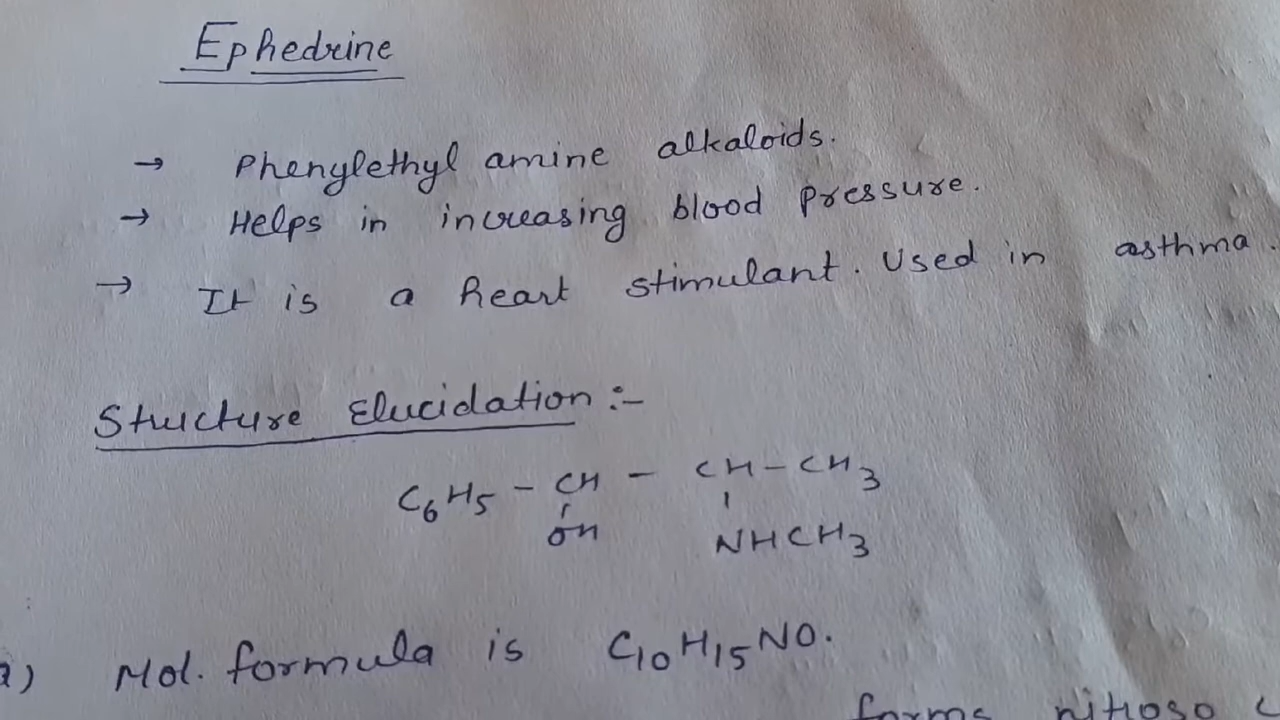 Ephedrine
→ Phenylethyl amine alkaloids.
→ Helps in increasing blood pressure.
→ It is a heart stimulant. Used in asthma.
Structure Elucidation :-
C6H5 - CH - CH - CH3
OH NHCH3
a) Mol. formula is C10H15NO.
forms nitroso